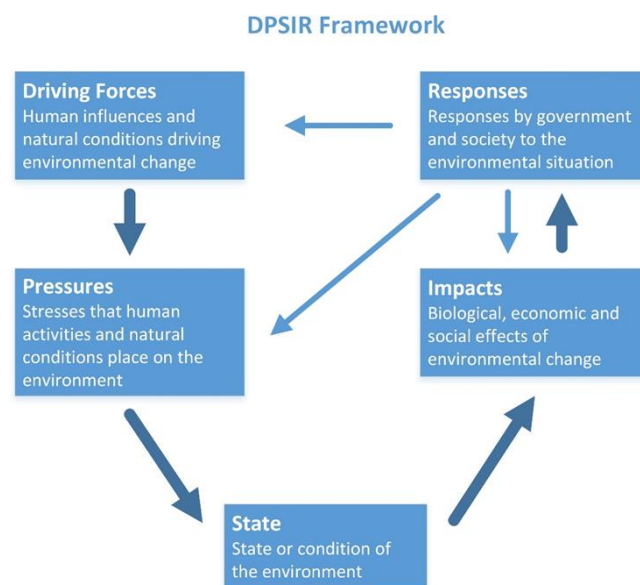 DPSIR Framework
Driving Forces
Human influences and
natural conditions driving
environmental change
Responses
Responses by government
and society to the
environmental situation
Pressures
Stresses that human
activities and natural
conditions place on the
environment
Impacts
Biological, economic and
social effects of
environmental change
State
State or condition of
the environment